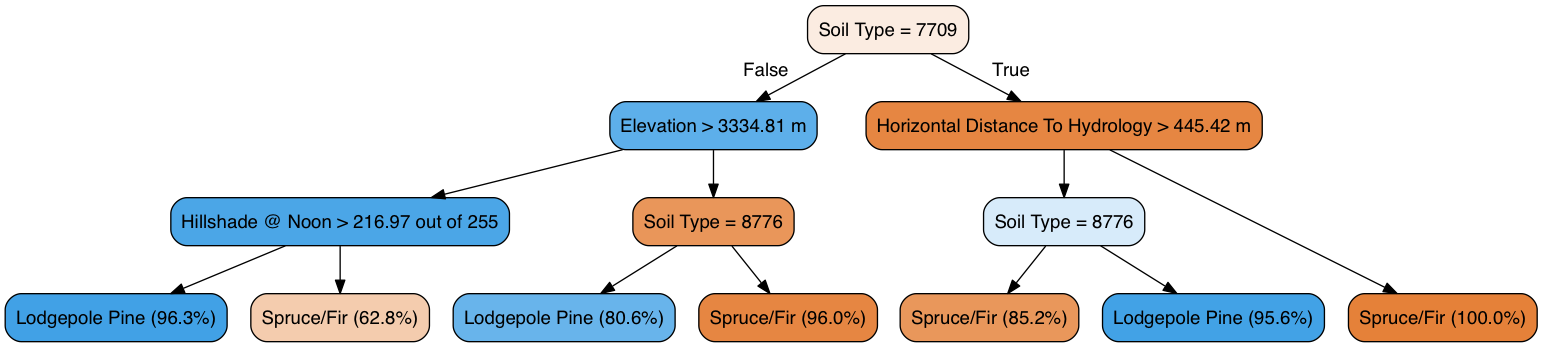 Soil Type = 7709
False
True
Elevation > 3334.81 m
Horizontal Distance To Hydrology > 445.42 m
Hillshade @ Noon > 216.97 out of 255
Soil Type = 8776
Soil Type = 8776
Lodgepole Pine (96.3%)
Spruce/Fir (62.8%)
Lodgepole Pine (80.6%)
Spruce/Fir (96.0%)
Spruce/Fir (85.2%)
Lodgepole Pine (95.6%)
Spruce/Fir (100.0%)